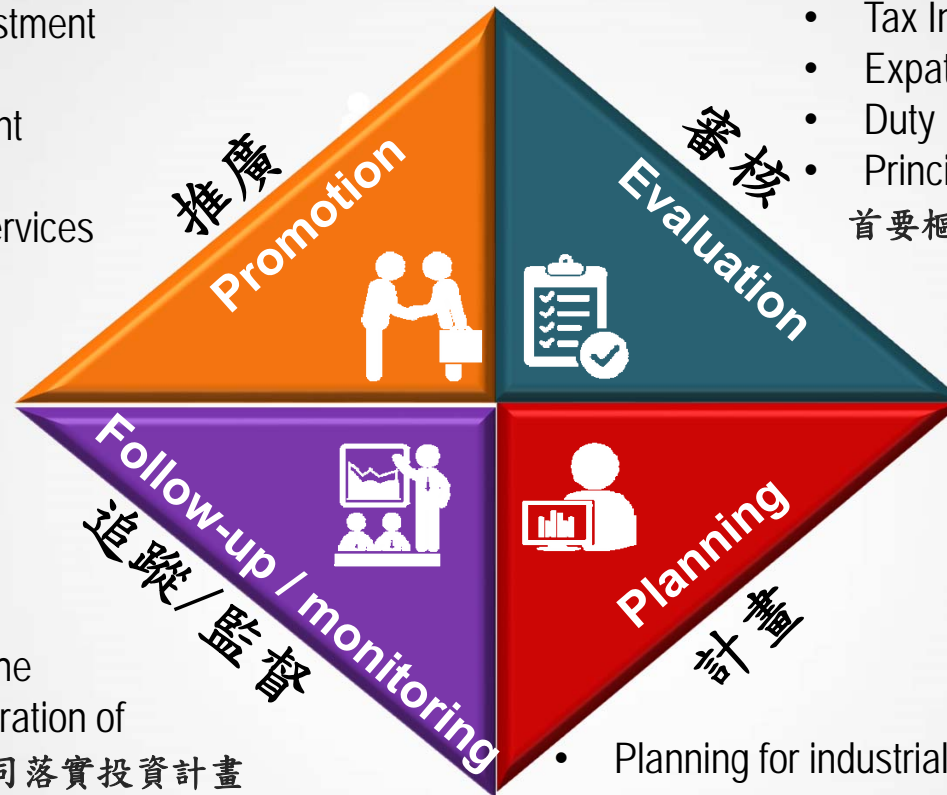 nt
ervices
推廣
Promotion
審核
Evaluation
• Tax In
• Expat
• Duty
• Princi
首要樞
Follow-up / monitoring
追蹤/監督
Planning
計畫
ne
ration of
司落實投資計畫
• Planning for industrial